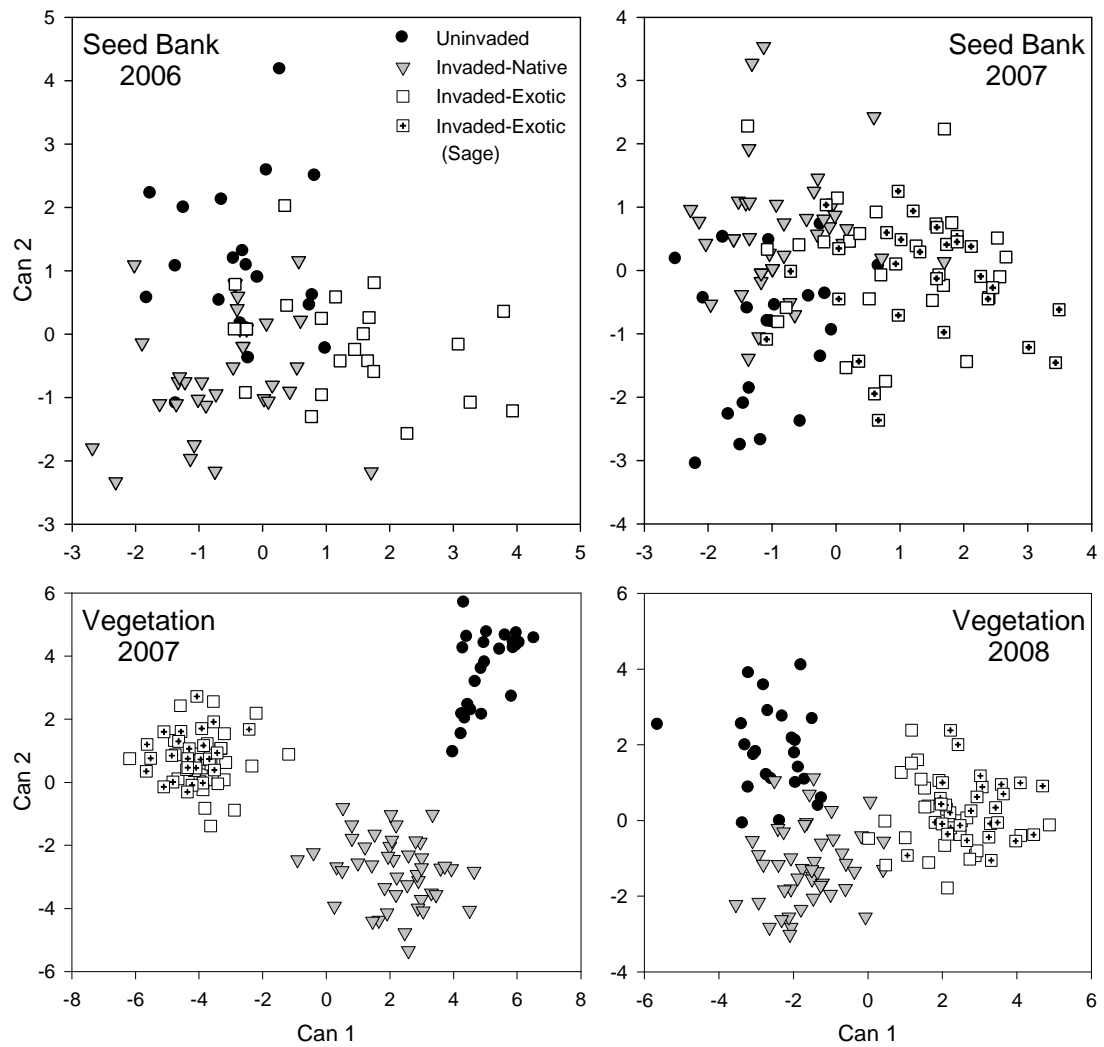 Seed Bank
2006
Uninvaded
Invaded-Native
Invaded-Exotic
Invaded-Exotic
(Sage)
Can 2
5
4
3
2
1
0
-1
-2
-3
-3 -2 -1 0 1 2 3 4 5
Seed Bank
2007
4
3
2
1
0
-1
-2
-3
-4
-3 -2 -1 0 1 2 3 4
Vegetation
2007
Can 2
6
4
2
0
-2
-4
-6
-8 -6 -4 -2 0 2 4 6 8
Can 1
Vegetation
2008
6
4
2
0
-2
-4
-6 -4 -2 0 2 4 6
Can 1